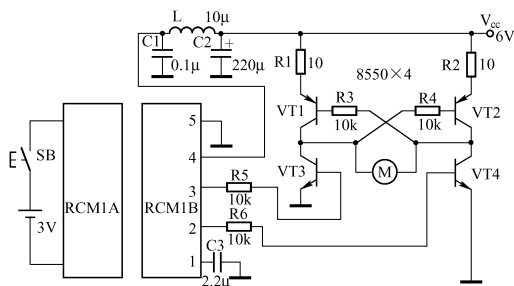 L 10μ
C1 C2 +
0.1μ 220μ
R1 10
8550×4
R2 10
Vcc
6V
VT1 R3 10k
R4 10k VT2
VT3 M VT4
SB
3V
RCM1A
RCM1B
5
4
3
2
1
R5
10k
R6
10k
C3
2.2μ